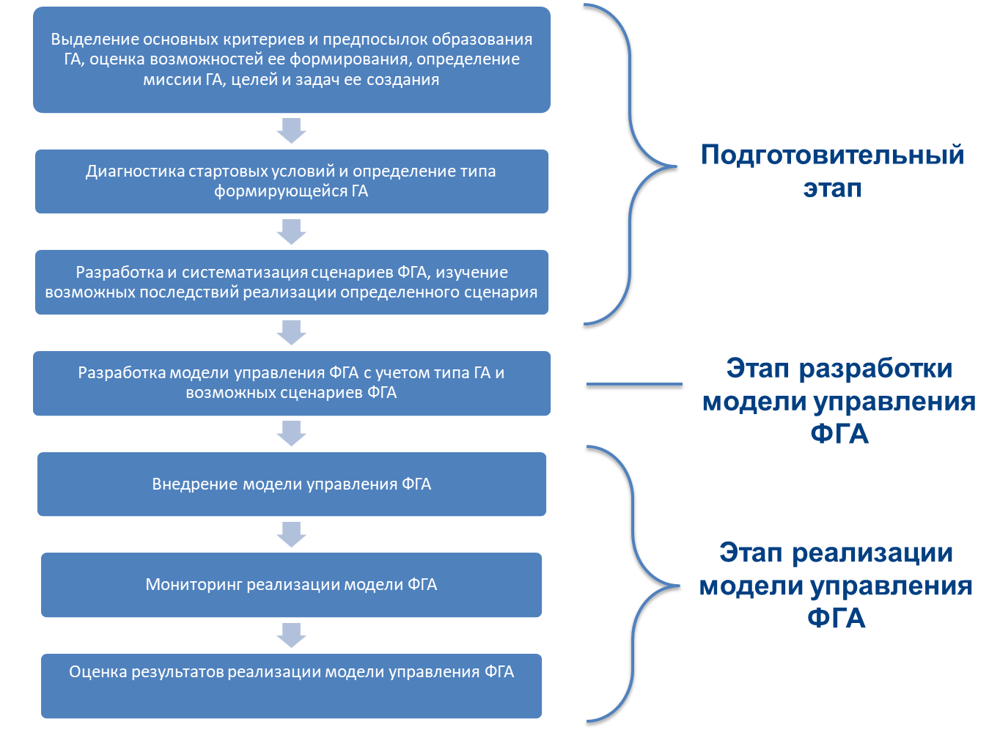 Выделение основных критериев и предпосылок образования
ГА, оценка возможностей ее формирования, определение
миссии ГА, целей и задач ее создания
Диагностика стартовых условий и определение типа
формирующейся ГА
Разработка и систематизация сценариев ФГА, изучение
возможных последствий реализации определенного сценария
Подготовительный
этап
Разработка модели управления ФГА с учетом типа ГА и
возможных сценариев ФГА
Этап разработки
модели управления
ФГА
Внедрение модели управления ФГА
Мониторинг реализации модели ФГА
Оценка результатов реализации модели управления ФГА
Этап реализации
модели управления
ФГА